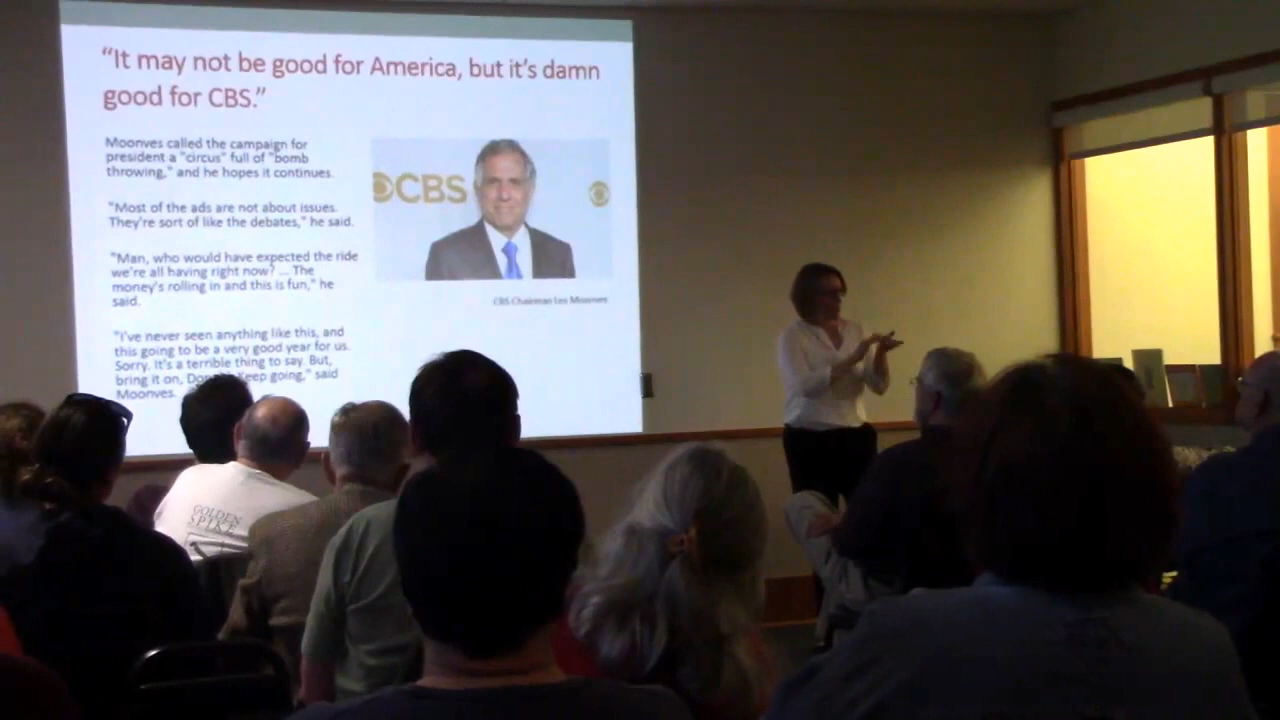 “It may not be good for America, but it’s damn
good for CBS.”
Moonves called the campaign for
president a "circus" full of "bomb
throwing," and he hopes it continues.
"Most of the ads are not about issues.
They're sort of like the debates," he said.
"Man, who would have expected the ride
we're all having right now? ... The
money's rolling in and this is fun," he
said.
"I've never seen anything like this, and
this going to be a very good year for us.
Sorry. It's a terrible thing to say. But,
bring it on, Keep going," said
Moonves.
CBS
CBS Chairman Les Moonves
GOLDEN
SPIKE